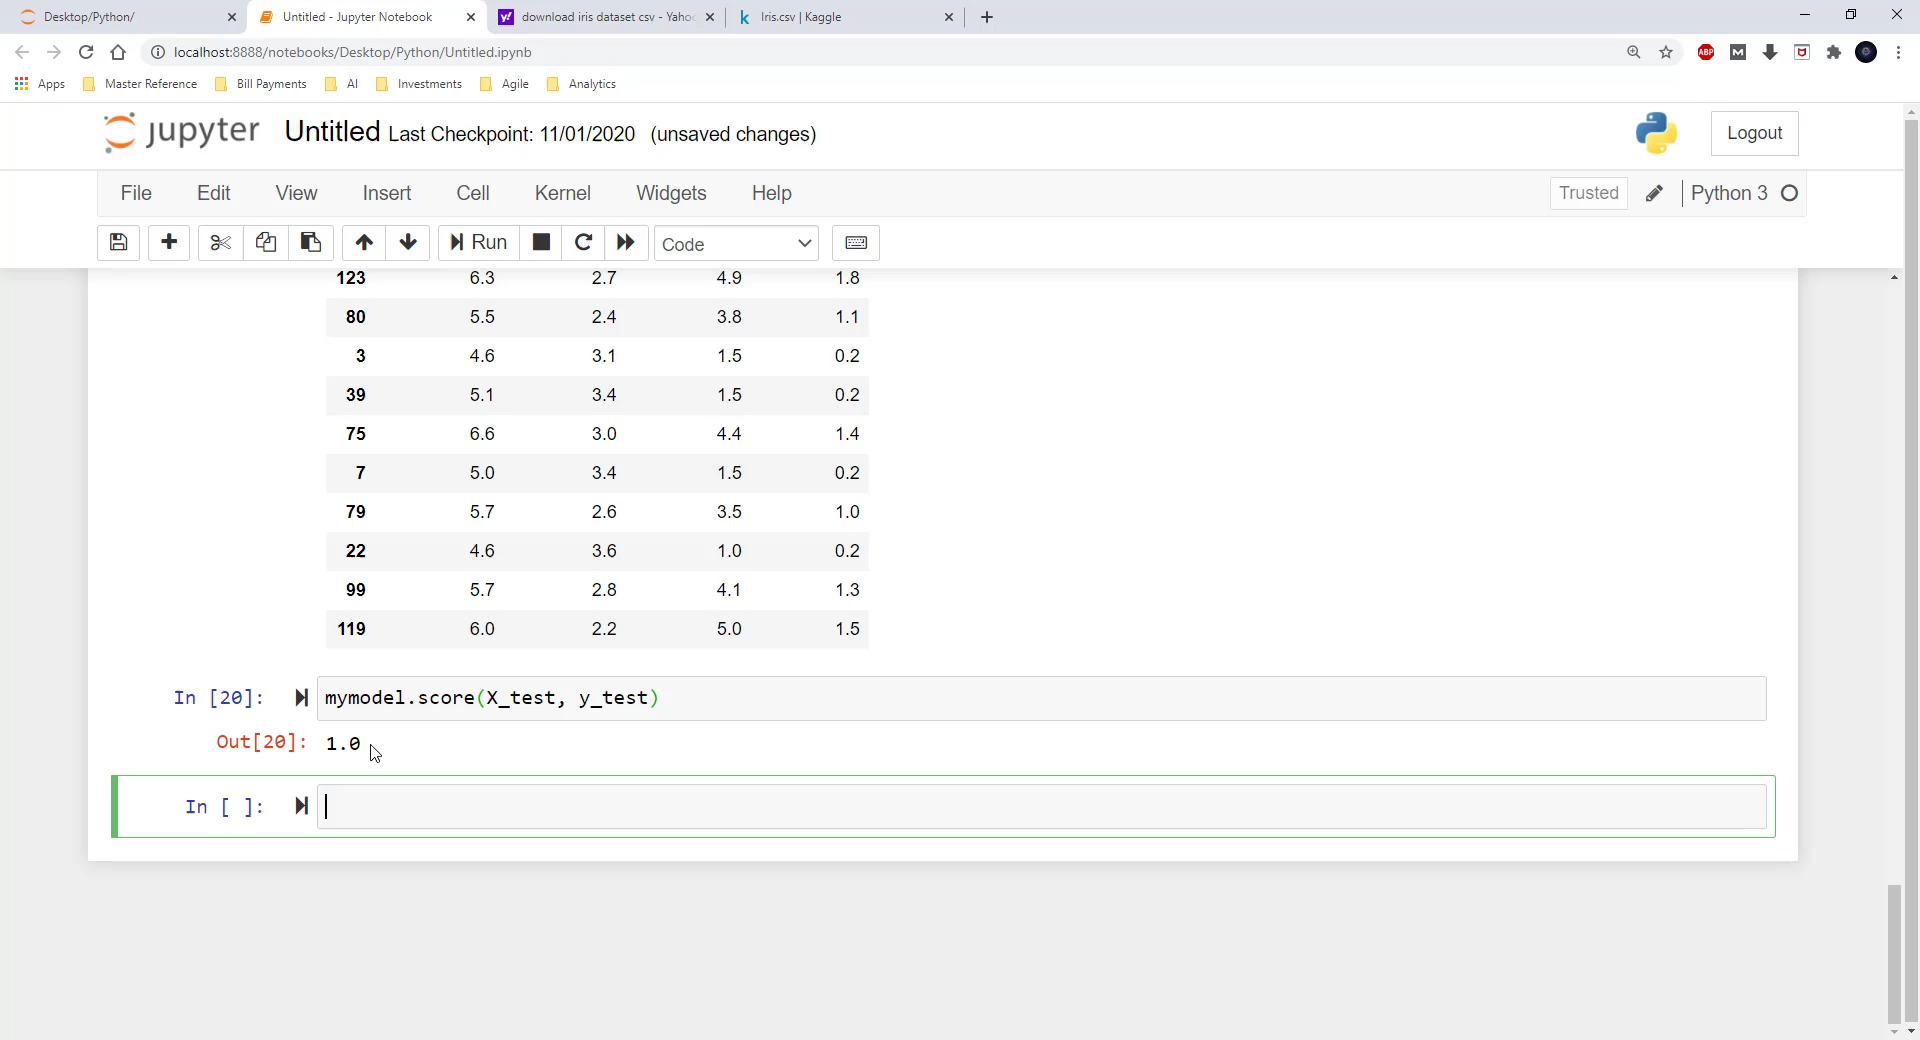 Desktop/Python/ Untitled - Jupyter Notebook download iris dataset csv - Yahoo Iris.csv | Kaggle
localhost:8888/notebooks/Desktop/Python/Untitled.ipynb ABP M
Apps Master Reference Bill Payments AI Investments Agile Analytics
jupyter Untitled Last Checkpoint: 11/01/2020 (unsaved changes) Logout
File Edit View Insert Cell Kernel Widgets Help Trusted Python 3
Run Code
123 6.3 2.7 4.9 1.8
80 5.5 2.4 3.8 1.1
3 4.6 3.1 1.5 0.2
39 5.1 3.4 1.5 0.2
75 6.6 3.0 4.4 1.4
7 5.0 3.4 1.5 0.2
79 5.7 2.6 3.5 1.0
22 4.6 3.6 1.0 0.2
99 5.7 2.8 4.1 1.3
119 6.0 2.2 5.0 1.5
In [20]: mymodel.score(X_test, y_test)
Out[20]: 1.0
In [ ]: